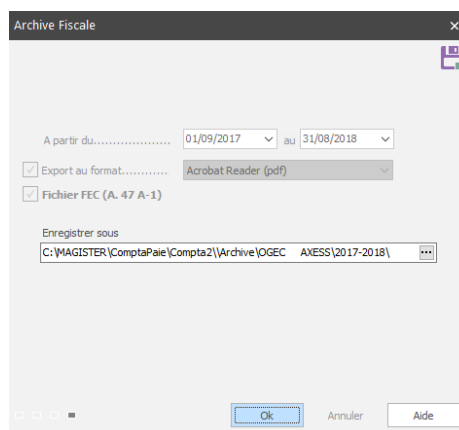 Archive Fiscale
A partir du.................... 01/09/2017 au 31/08/2018
Export au format............ Acrobat Reader (pdf)
Fichier FEC (A. 47 A-1)
Enregistrer sous
C:\MAGISTER\ComptaPaie\Compta2\\Archive\OGEC AXESS\2017-2018\ ...
Ok Annuler Aide